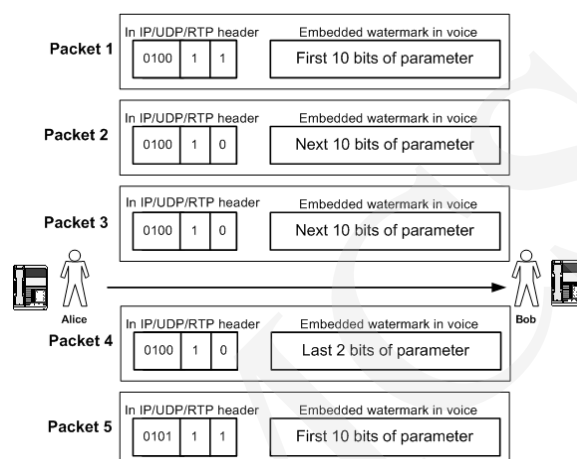 In IP/UDP/RTP header Embedded watermark in voice
Packet 1
0100 1 1 First 10 bits of parameter
In IP/UDP/RTP header Embedded watermark in voice
Packet 2
0100 1 0 Next 10 bits of parameter
In IP/UDP/RTP header Embedded watermark in voice
Packet 3
0100 1 0 Next 10 bits of parameter
Alice Bob
In IP/UDP/RTP header Embedded watermark in voice
Packet 4
0100 1 0 Last 2 bits of parameter
In IP/UDP/RTP header Embedded watermark in voice
Packet 5
0101 1 1 First 10 bits of parameter